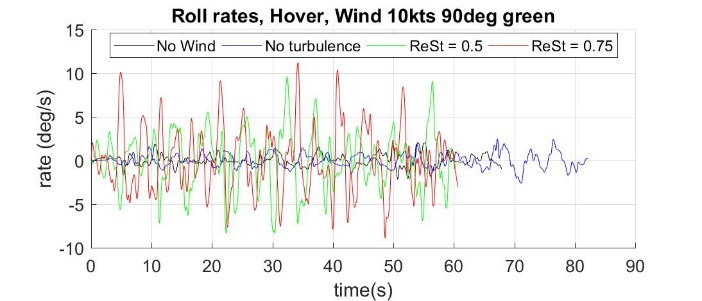 Roll rates, Hover, Wind 10kts 90deg green
15
No Wind No turbulence ReSt = 0.5 ReSt = 0.75
10
5
0
-5
-10
rate (deg/s)
0 10 20 30 40 50 60 70 80 90
time(s)